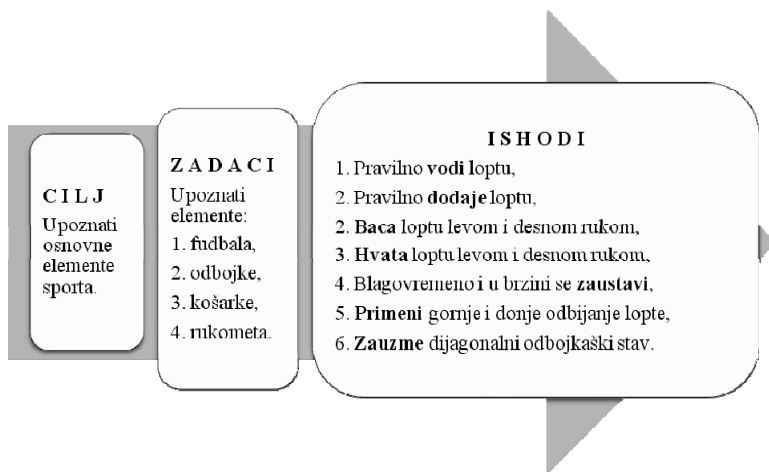 C I L J
Upoznati
osnovne
elemente
sporta.
Z A D A C I
Upoznati
elemente:
1. fudbala,
2. odbojke,
3. košarke,
4. rukometa.
I S H O D I
1. Pravilno vodi loptu,
2. Pravilno dodaje loptu,
2. Baca loptu levom i desnom rukom,
3. Hvata loptu levom i desnom rukom,
4. Blagovremeno i u brzini se zaustavi,
5. Primeni gornje i donje odbijanje lopte,
6. Zauzme dijagonalni odbojkaški stav.